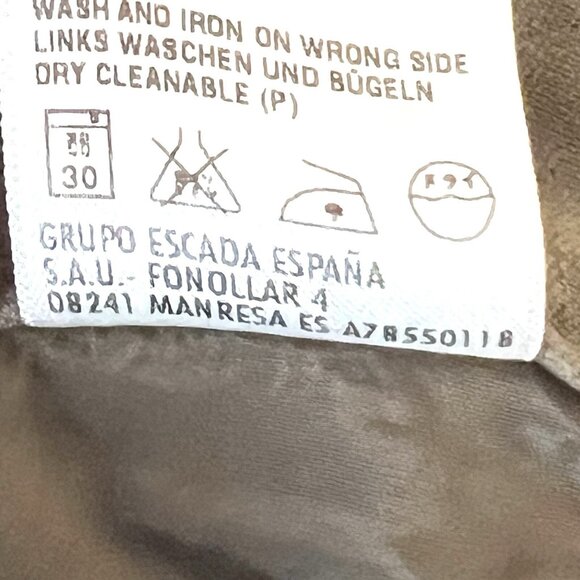 WASH AND IRON ON WRONG SIDE
LINKS WASCHEN UND BÜGELN
DRY CLEANABLE (P)
30
GRUPO ESCADA ESPAÑA
S.A.U.- FONOLLAR 4
08241 MANRESA ES A78550118